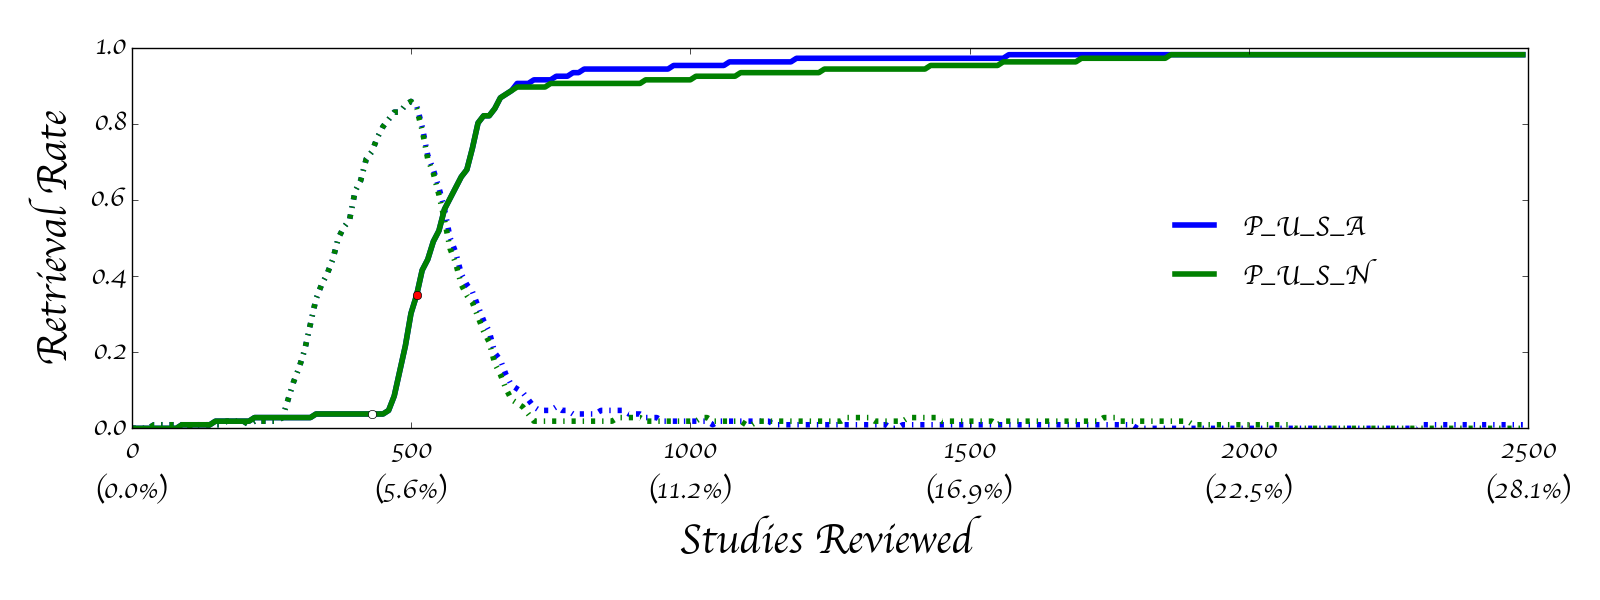 Retrieval Rate
1.0
0.8
0.6
0.4
0.2
0.0
P_U_S_A
P_U_S_N
0 500 1000 1500 2000 2500
(0.0%) (5.6%) (11.2%) (16.9%) (22.5%) (28.1%)
Studies Reviewed